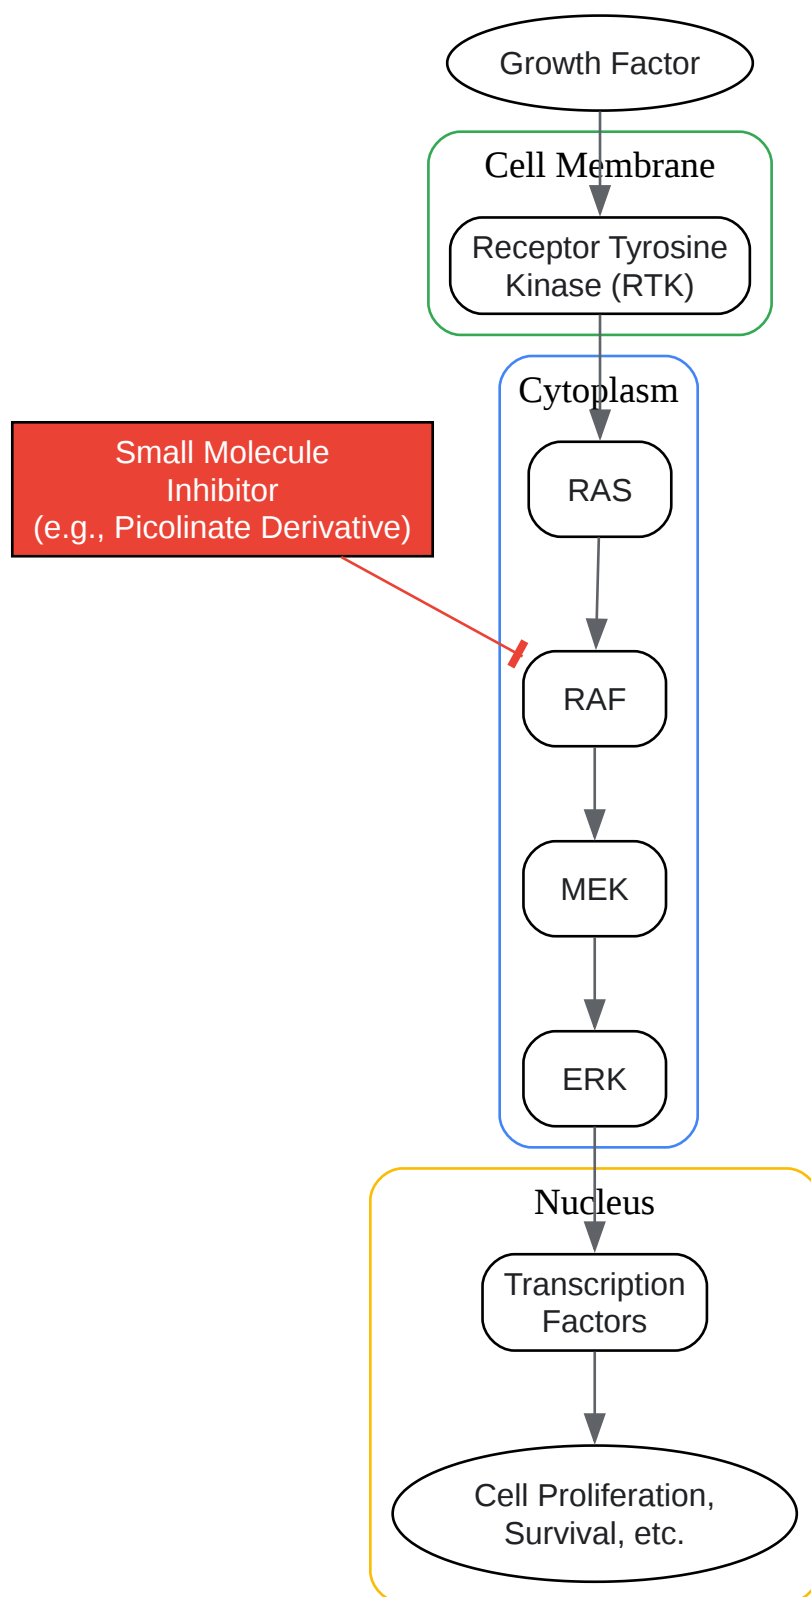 Growth Factor
Cell Membrane
Receptor Tyrosine
Kinase (RTK)
Cytoplasm
Small Molecule
Inhibitor
(e.g., Picolinate Derivative)
RAS
RAF
MEK
ERK
Nucleus
Transcription
Factors
Cell Proliferation,
Survival, etc.